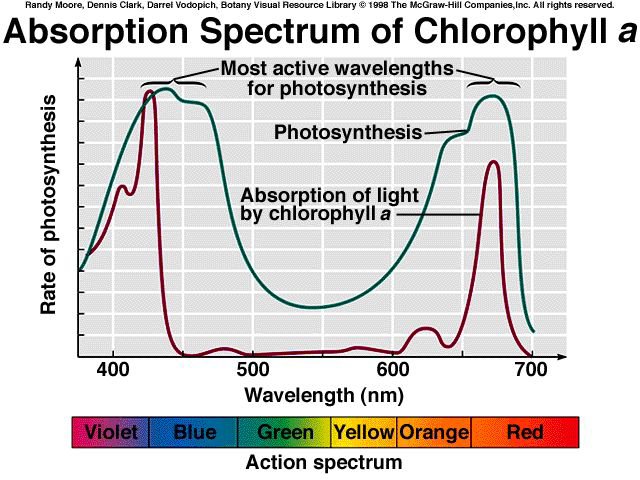 Randy Moore, Dennis Clark, Darrel Vodopich, Botany Visual Resource Library © 1998 The McGraw-Hill Companies,Inc. All rights reserved.
Absorption Spectrum of Chlorophyll a
Most active wavelengths
for photosynthesis
Photosynthesis
Absorption of light
by chlorophyll a
Rate of photosynthesis
400 500 600 700
Wavelength (nm)
Violet Blue Green Yellow Orange Red
Action spectrum